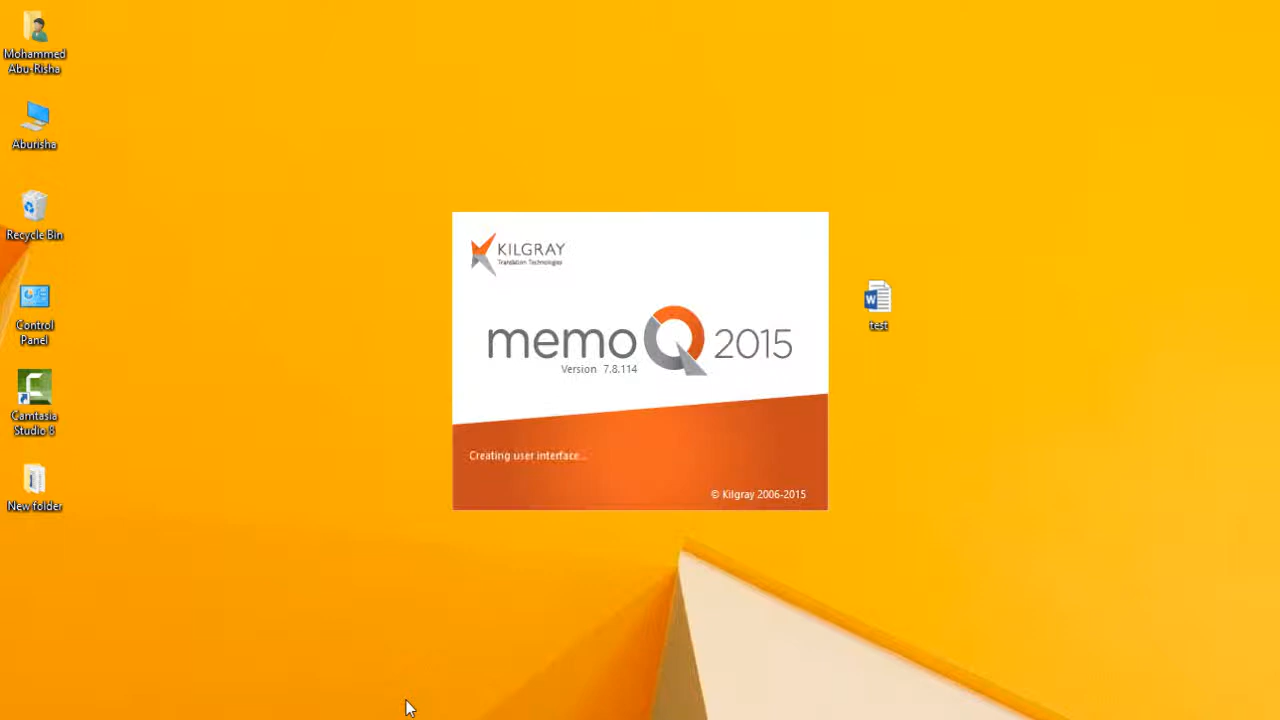 Mohammed
Abu-Risha
Aburisha
Recycle Bin
Control
Panel
Camtasia
Studio 8
New folder
KILGRAY
Translation Technologies
memoQ 2015
Version 7.8.114
Creating user interface...
© Kilgray 2006-2015
test